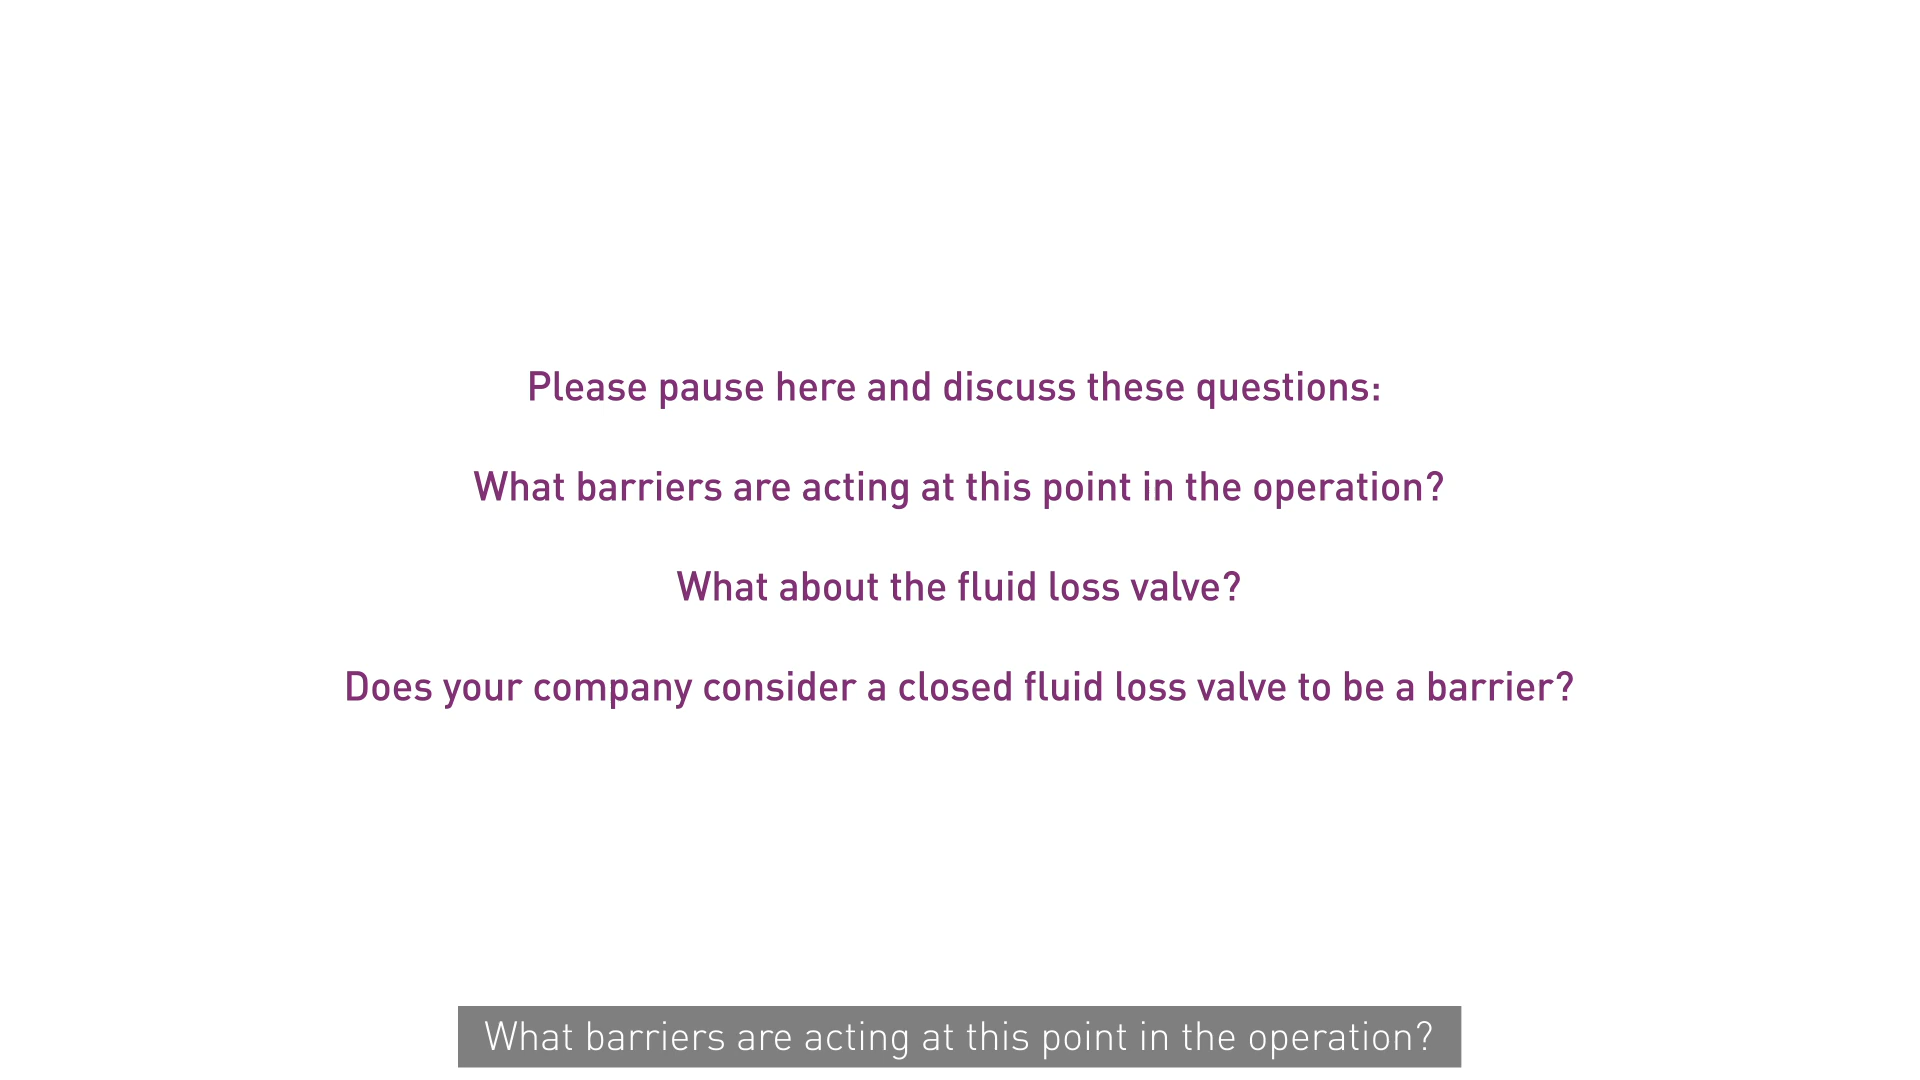 Please pause here and discuss these questions:
What barriers are acting at this point in the operation?
What about the fluid loss valve?
Does your company consider a closed fluid loss valve to be a barrier?
What barriers are acting at this point in the operation?